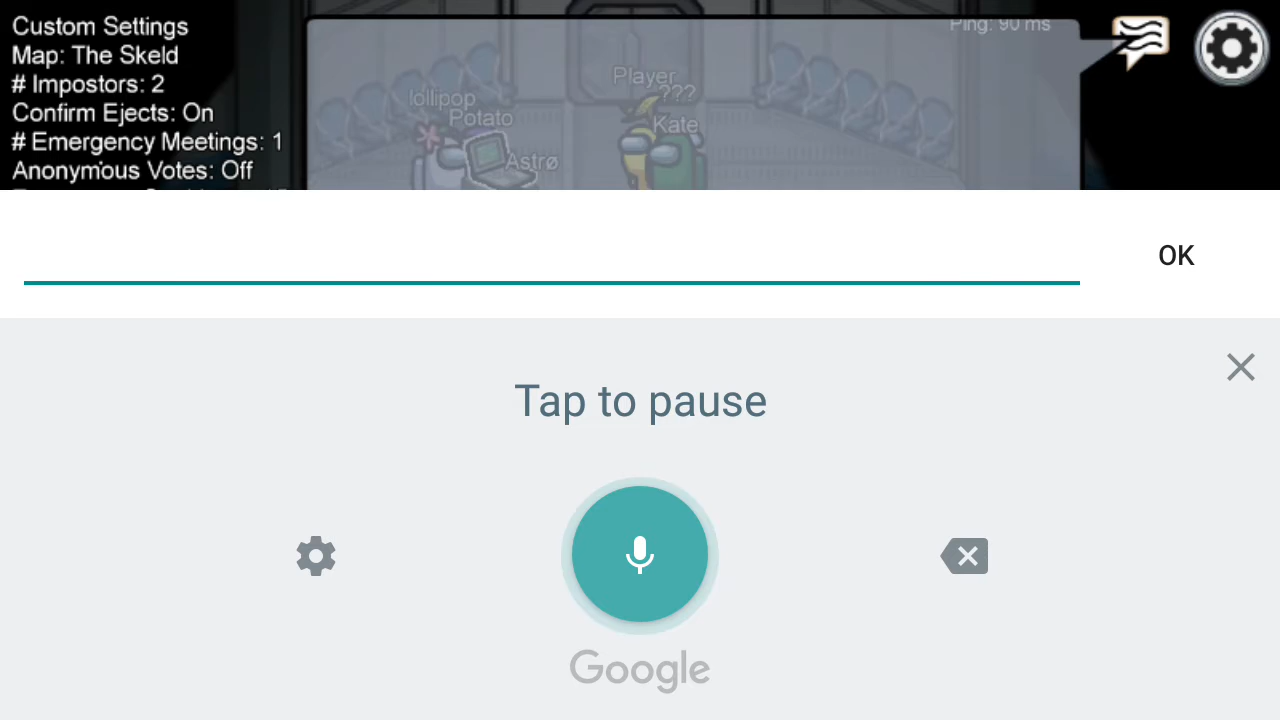 Custom Settings
Map: The Skeld
# Impostors: 2
Confirm Ejects: On
# Emergency Meetings: 1
Anonymous Votes: Off
Ping: 90 ms
Player
???
lollipop
Potato
Kate
Astrø
OK
Tap to pause
Google